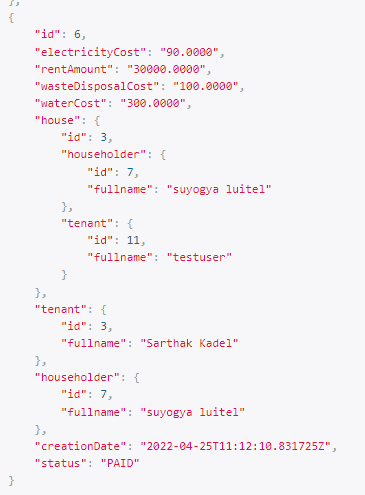 },
{
"id": 6,
"electricityCost": "90.0000",
"rentAmount": "30000.0000",
"wasteDisposalCost": "100.0000",
"waterCost": "300.0000",
"house": {
"id": 3,
"householder": {
"id": 7,
"fullname": "suyogya luitel"
},
"tenant": {
"id": 11,
"fullname": "testuser"
}
},
"tenant": {
"id": 3,
"fullname": "Sarthak Kadel"
},
"householder": {
"id": 7,
"fullname": "suyogya luitel"
},
"creationDate": "2022-04-25T11:12:10.831725Z",
"status": "PAID"
}